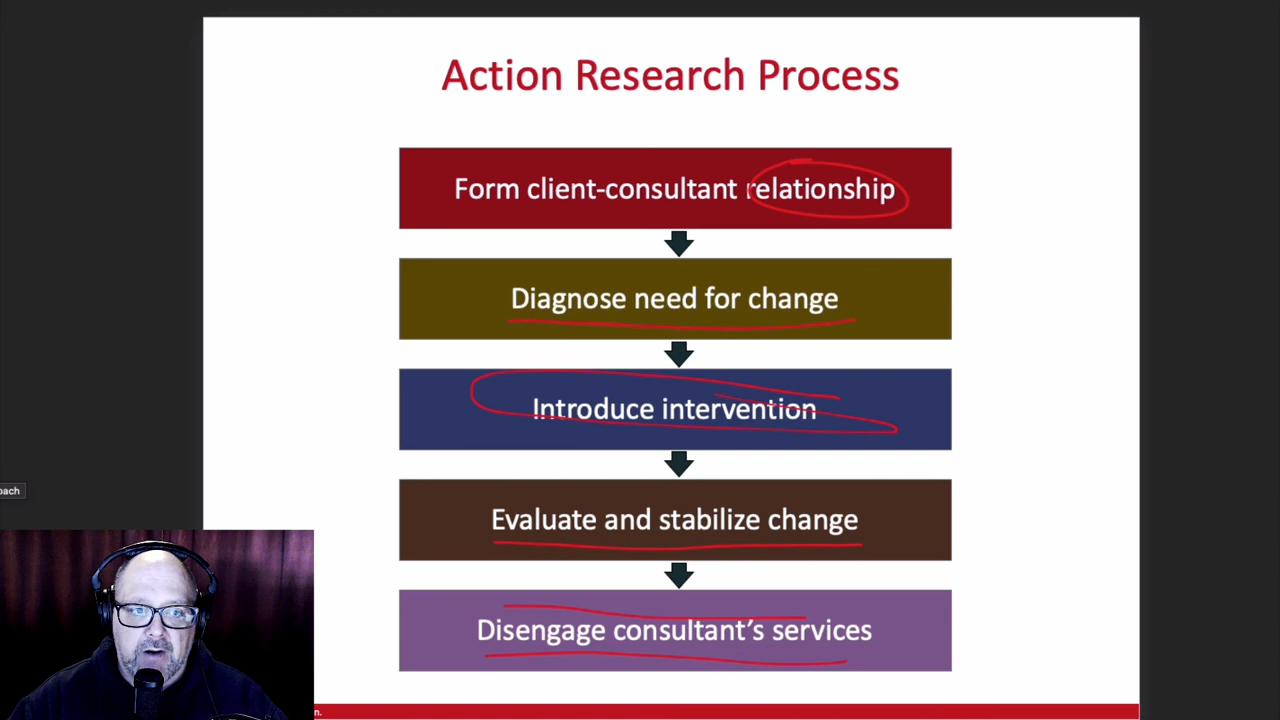 Action Research Process
Form client-consultant relationship
Diagnose need for change
Introduce intervention
Evaluate and stabilize change
Disengage consultant's services
oach
n.